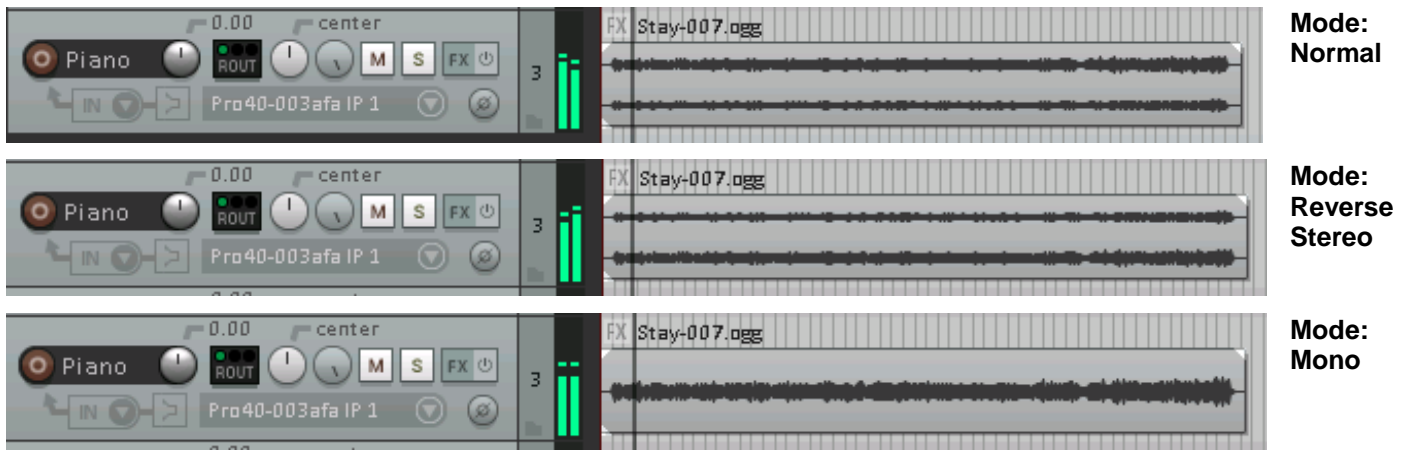 0.00 center
FX Stay-007.ogg
Mode:
Normal
Piano ROUT M S FX 3
IN Pro40-003afa IP 1
0.00 center
FX Stay-007.ogg
Mode:
Reverse
Stereo
Piano ROUT M S FX 3
IN Pro40-003afa IP 1
0.00 center
FX Stay-007.ogg
Mode:
Mono
Piano ROUT M S FX 3
IN Pro40-003afa IP 1